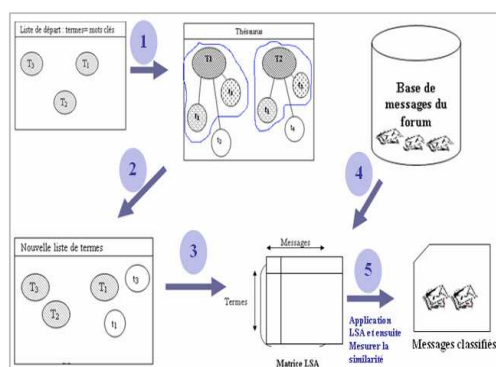 Liste de départ : termes= mots clés
T3
T1
T2
1
Thésaurus
T1
T2
t1
t2
t4
Base de
messages du
forum
2
4
Nouvelle liste de termes
T3
T1
T2
t3
t1
3
Messages
Termes
Matrice LSA
5
Application
LSA et ensuite
Mesurer la
similarité
Messages classifiés